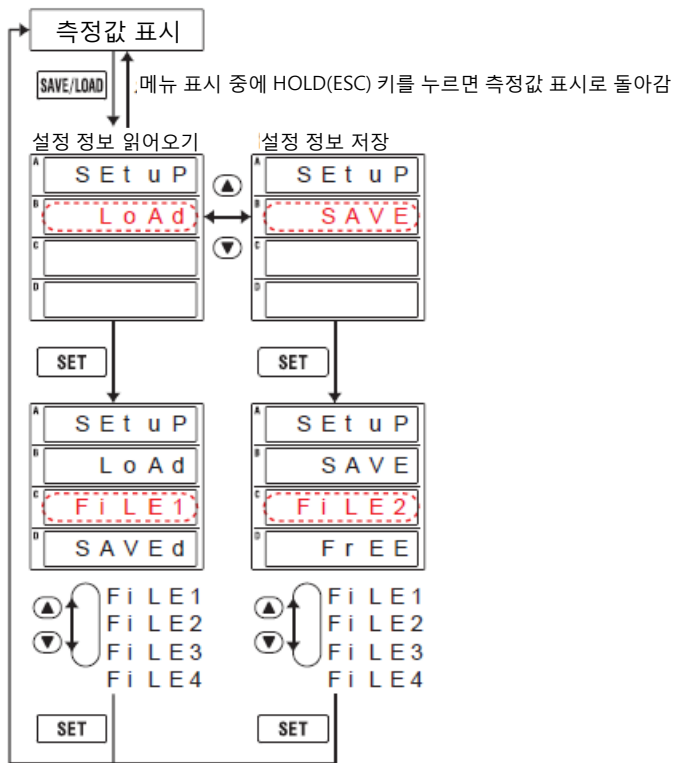 측정값 표시
SAVE/LOAD
메뉴 표시 중에 HOLD(ESC) 키를 누르면 측정값 표시로 돌아감
설정 정보 읽어오기
A SEtuP
B LoAd
C
D
설정 정보 저장
A SEtuP
B SAVE
C
D
SET
SET
A SEtuP
B LoAd
C FiLE1
D SAVEd
A SEtuP
B SAVE
C FiLE2
D FrEE
FiLE1
FiLE2
FiLE3
FiLE4
FiLE1
FiLE2
FiLE3
FiLE4
SET
SET